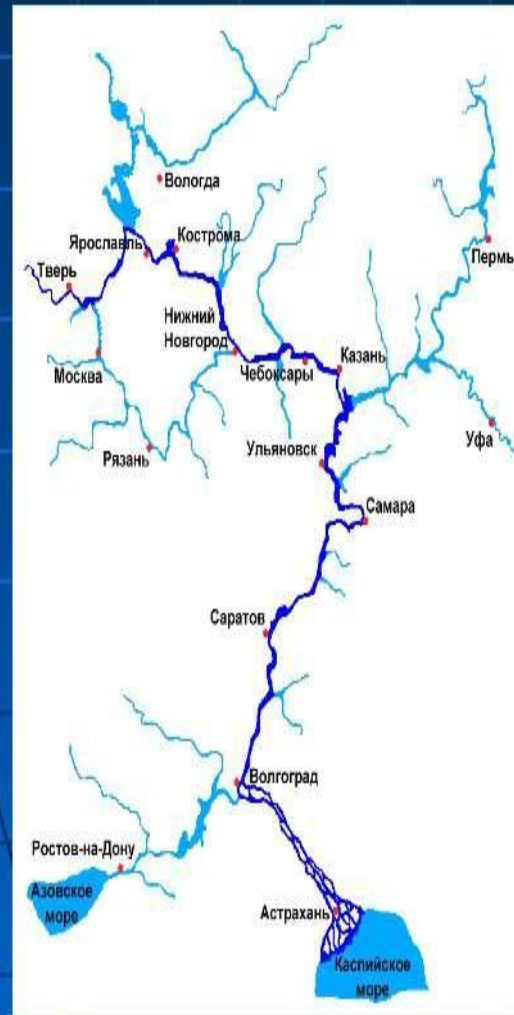 Вологда
Ярославль
Кострома
Тверь
Пермь
Нижний
Новгород
Москва
Чебоксары
Казань
Рязань
Ульяновск
Уфа
Самара
Саратов
Волгоград
Ростов-на-Дону
Азовское
море
Астрахань
Каспийское
море